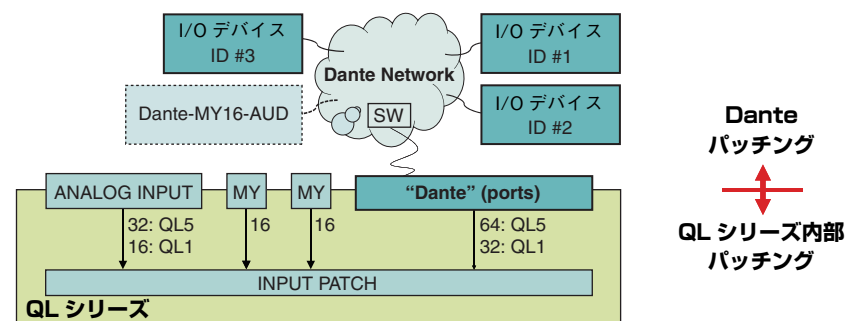 I/O デバイス
ID #3
I/O デバイス
ID #1
Dante Network
Dante-MY16-AUD
SW
I/O デバイス
ID #2
Dante
パッチング
ANALOG INPUT
MY
MY
“Dante” (ports)
32: QL5
16: QL1
16
16
64: QL5
32: QL1
QL シリーズ内部
パッチング
INPUT PATCH
QL シリーズ